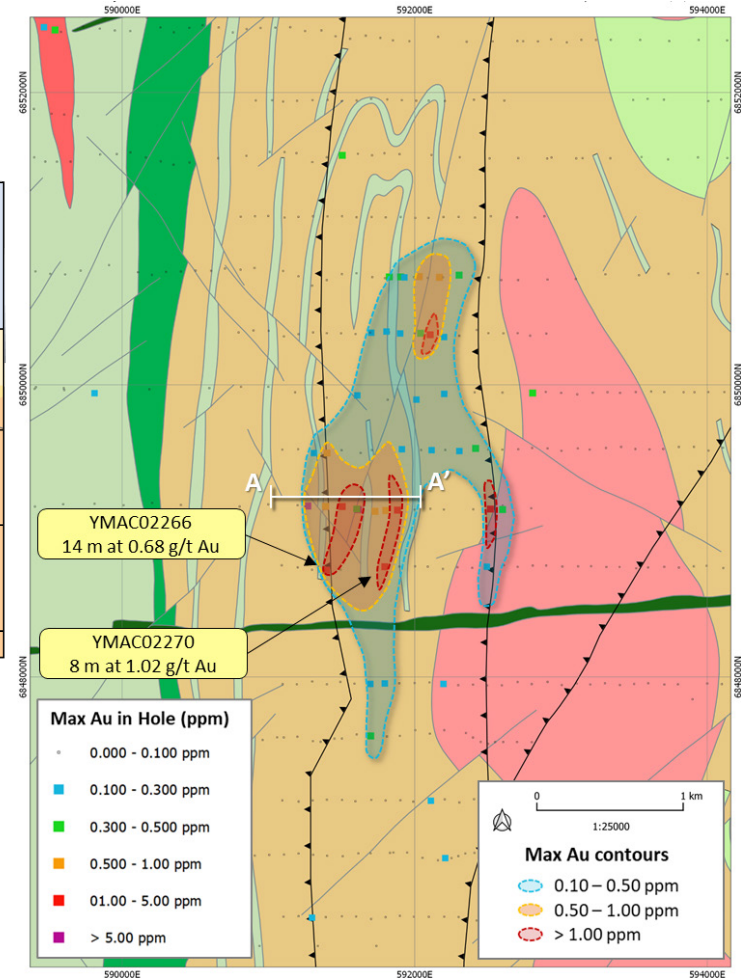 590000E
592000E
594000E
6852000N
6852000N
6850000N
6850000N
A
A’
YMAC02266
14 m at 0.68 g/t Au
YMAC02270
8 m at 1.02 g/t Au
6848000N
6848000N
Max Au in Hole (ppm)
0.000 - 0.100 ppm
0.100 - 0.300 ppm
0.300 - 0.500 ppm
0.500 - 1.00 ppm
01.00 - 5.00 ppm
> 5.00 ppm
0
1 km
1:25000
Max Au contours
0.10 – 0.50 ppm
0.50 – 1.00 ppm
> 1.00 ppm
590000E
592000E
594000E